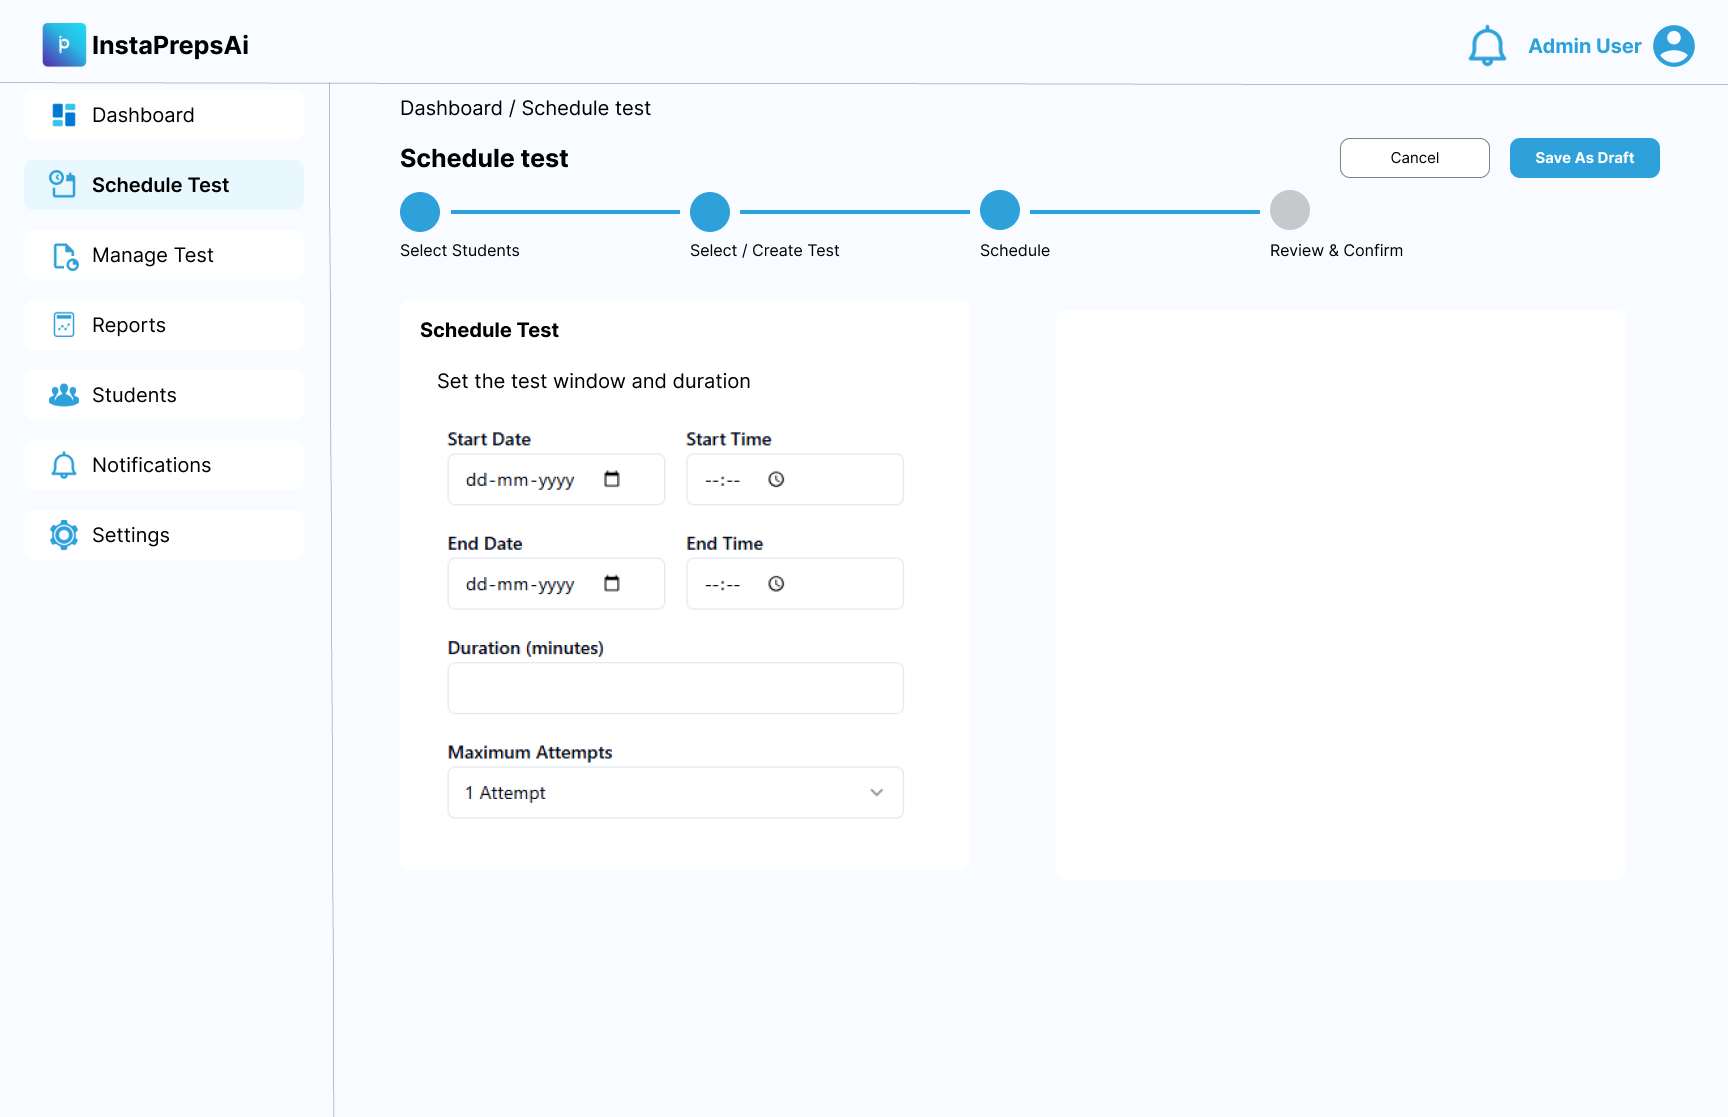 InstaPrepsAi
Admin User
Dashboard
Schedule Test
Manage Test
Reports
Students
Notifications
Settings
Dashboard / Schedule test
Schedule test
Cancel
Save As Draft
Select Students
Select / Create Test
Schedule
Review & Confirm
Schedule Test
Set the test window and duration
Start Date
Start Time
dd-mm-yyyy
--:--
End Date
End Time
dd-mm-yyyy
--:--
Duration (minutes)
Maximum Attempts
1 Attempt